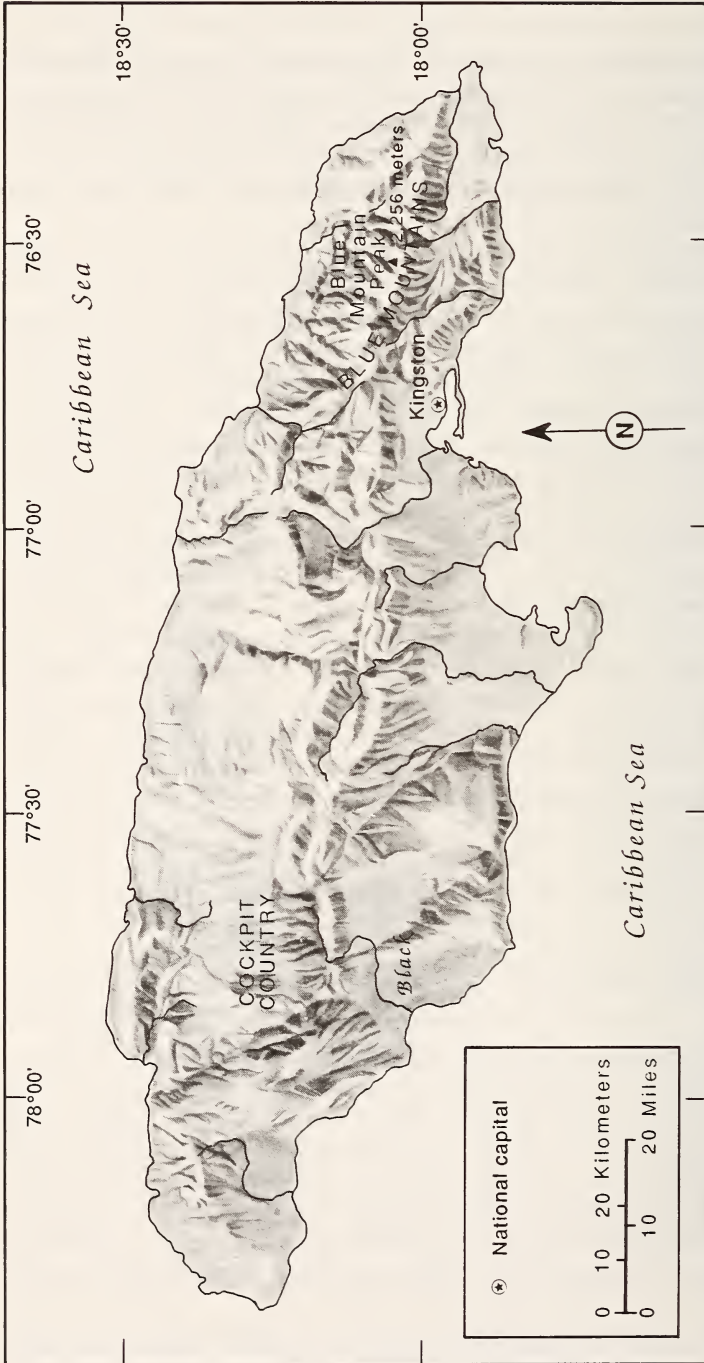 78°00'
77°30'
77°00'
76°30'
18°30'
18°00'
Caribbean Sea
COCKPIT
COUNTRY
Black
Blue
Mountain
Peak
2,256 meters
BLUE MOUNTAINS
Kingston
N
Caribbean Sea
National capital
0 10 20 Kilometers
0 10 20 Miles